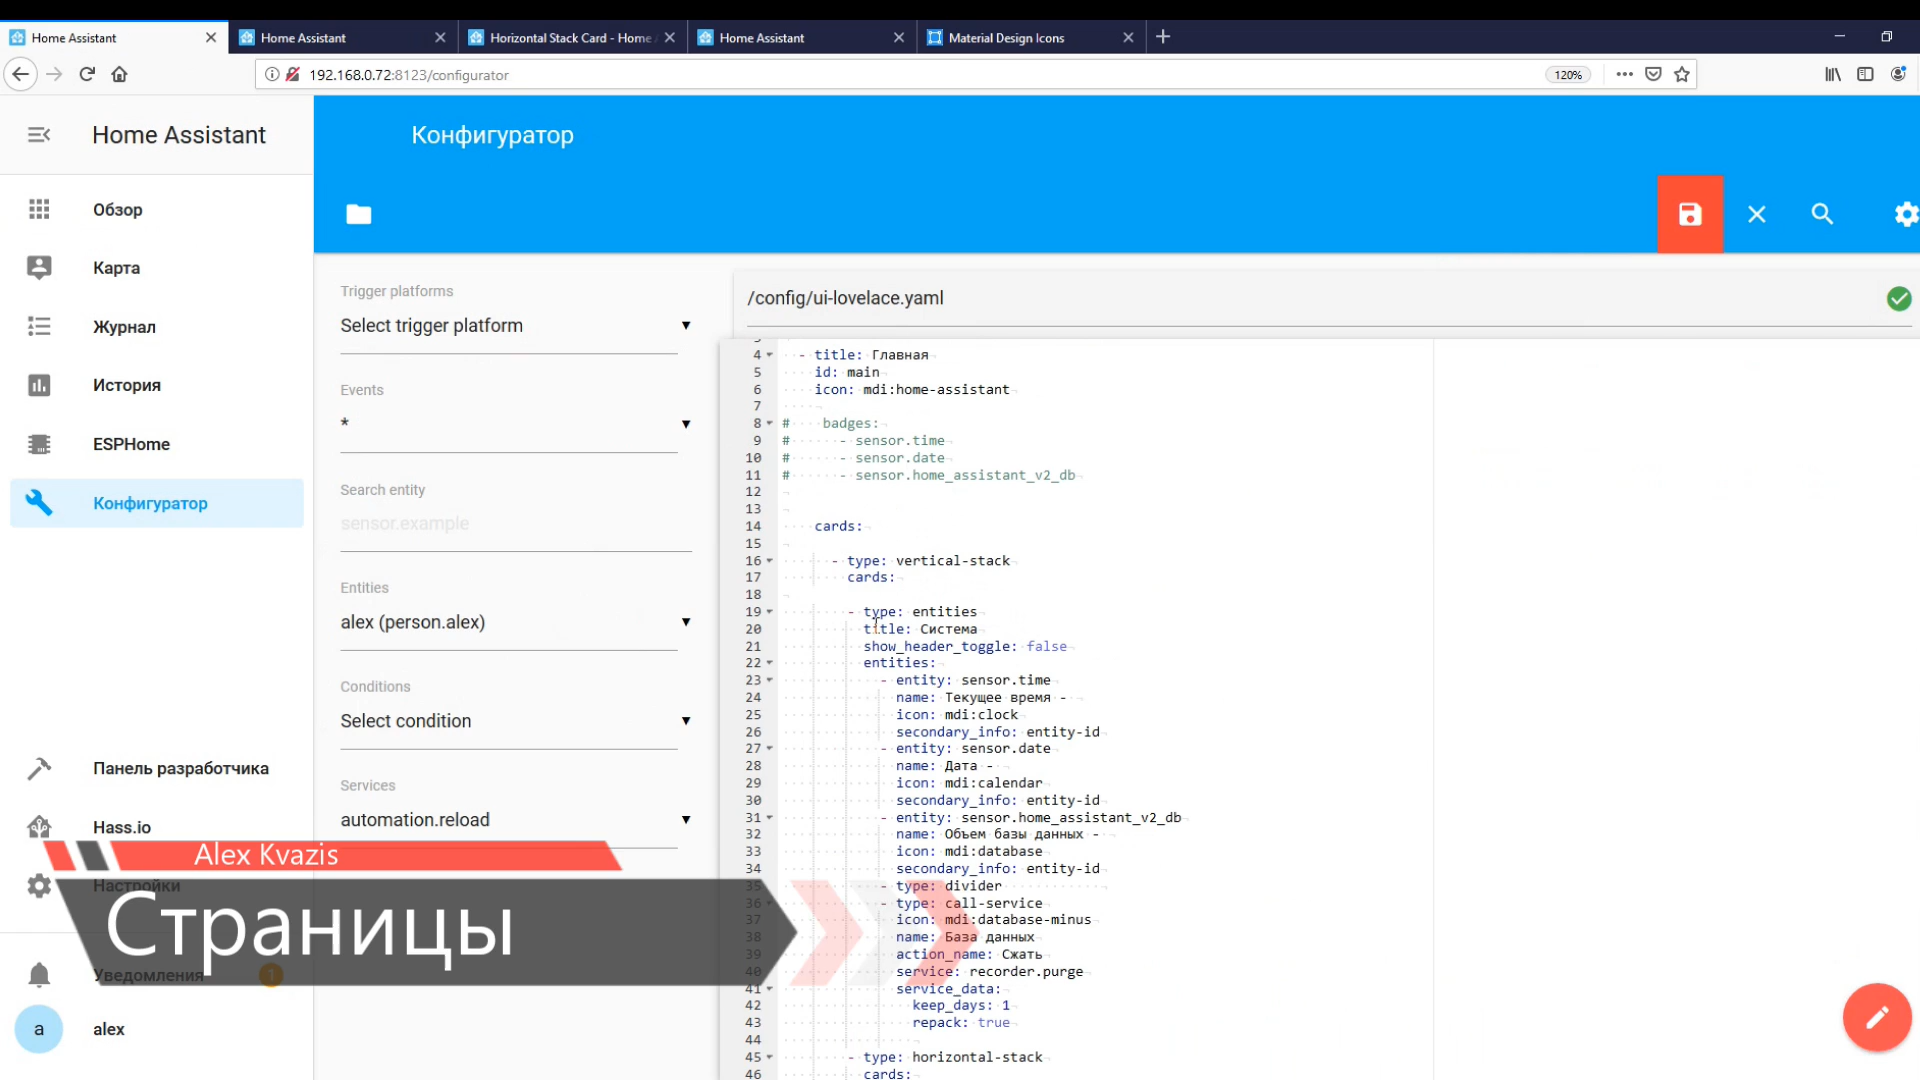 Home Assistant
Home Assistant
Horizontal Stack Card - Home
Home Assistant
Material Design Icons
192.168.0.72:8123/configurator
120%
Home Assistant
Конфигуратор
Обзор
Карта
Журнал
История
ESPHome
Конфигуратор
Панель разработчика
Hass.io
Настройки
Уведомления
1
a
alex
Trigger platforms
Select trigger platform
Events
*
Search entity
sensor.example
Entities
alex (person.alex)
Conditions
Select condition
Services
automation.reload
/config/ui-lovelace.yaml
4 - title: Главная
5 id: main
6 icon: mdi:home-assistant
7
8 # badges:
9 # - sensor.time
10 # - sensor.date
11 # - sensor.home_assistant_v2_db
12
13
14 cards:
15
16 - type: vertical-stack
17 cards:
18
19 - type: entities
20 title: Система
21 show_header_toggle: false
22 entities:
23 - entity: sensor.time
24 name: Текущее время -
25 icon: mdi:clock
26 secondary_info: entity-id
27 - entity: sensor.date
28 name: Дата -
29 icon: mdi:calendar
30 secondary_info: entity-id
31 - entity: sensor.home_assistant_v2_db
32 name: Объем базы данных -
33 icon: mdi:database
34 secondary_info: entity-id
35 - type: divider
36 - type: call-service
37 icon: mdi:database-minus
38 name: База данных
39 action_name: Сжать
40 service: recorder.purge
41 service_data:
42 keep_days: 1
43 repack: true
44
45 - type: horizontal-stack
46 cards:
Alex Kvazis
Страницы